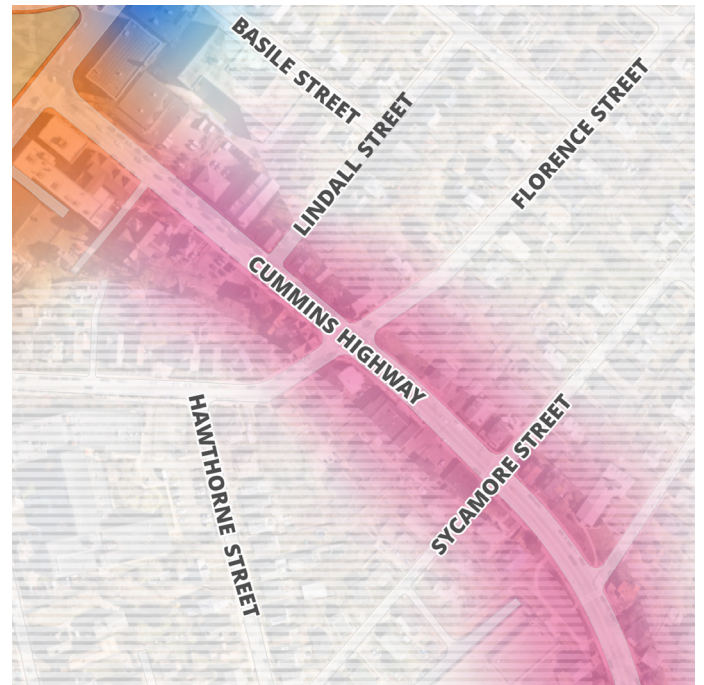 BASILE STREET
LINDALL STREET
FLORENCE STREET
CUMMINS HIGHWAY
HAWTHORNE STREET
SYCAMORE STREET